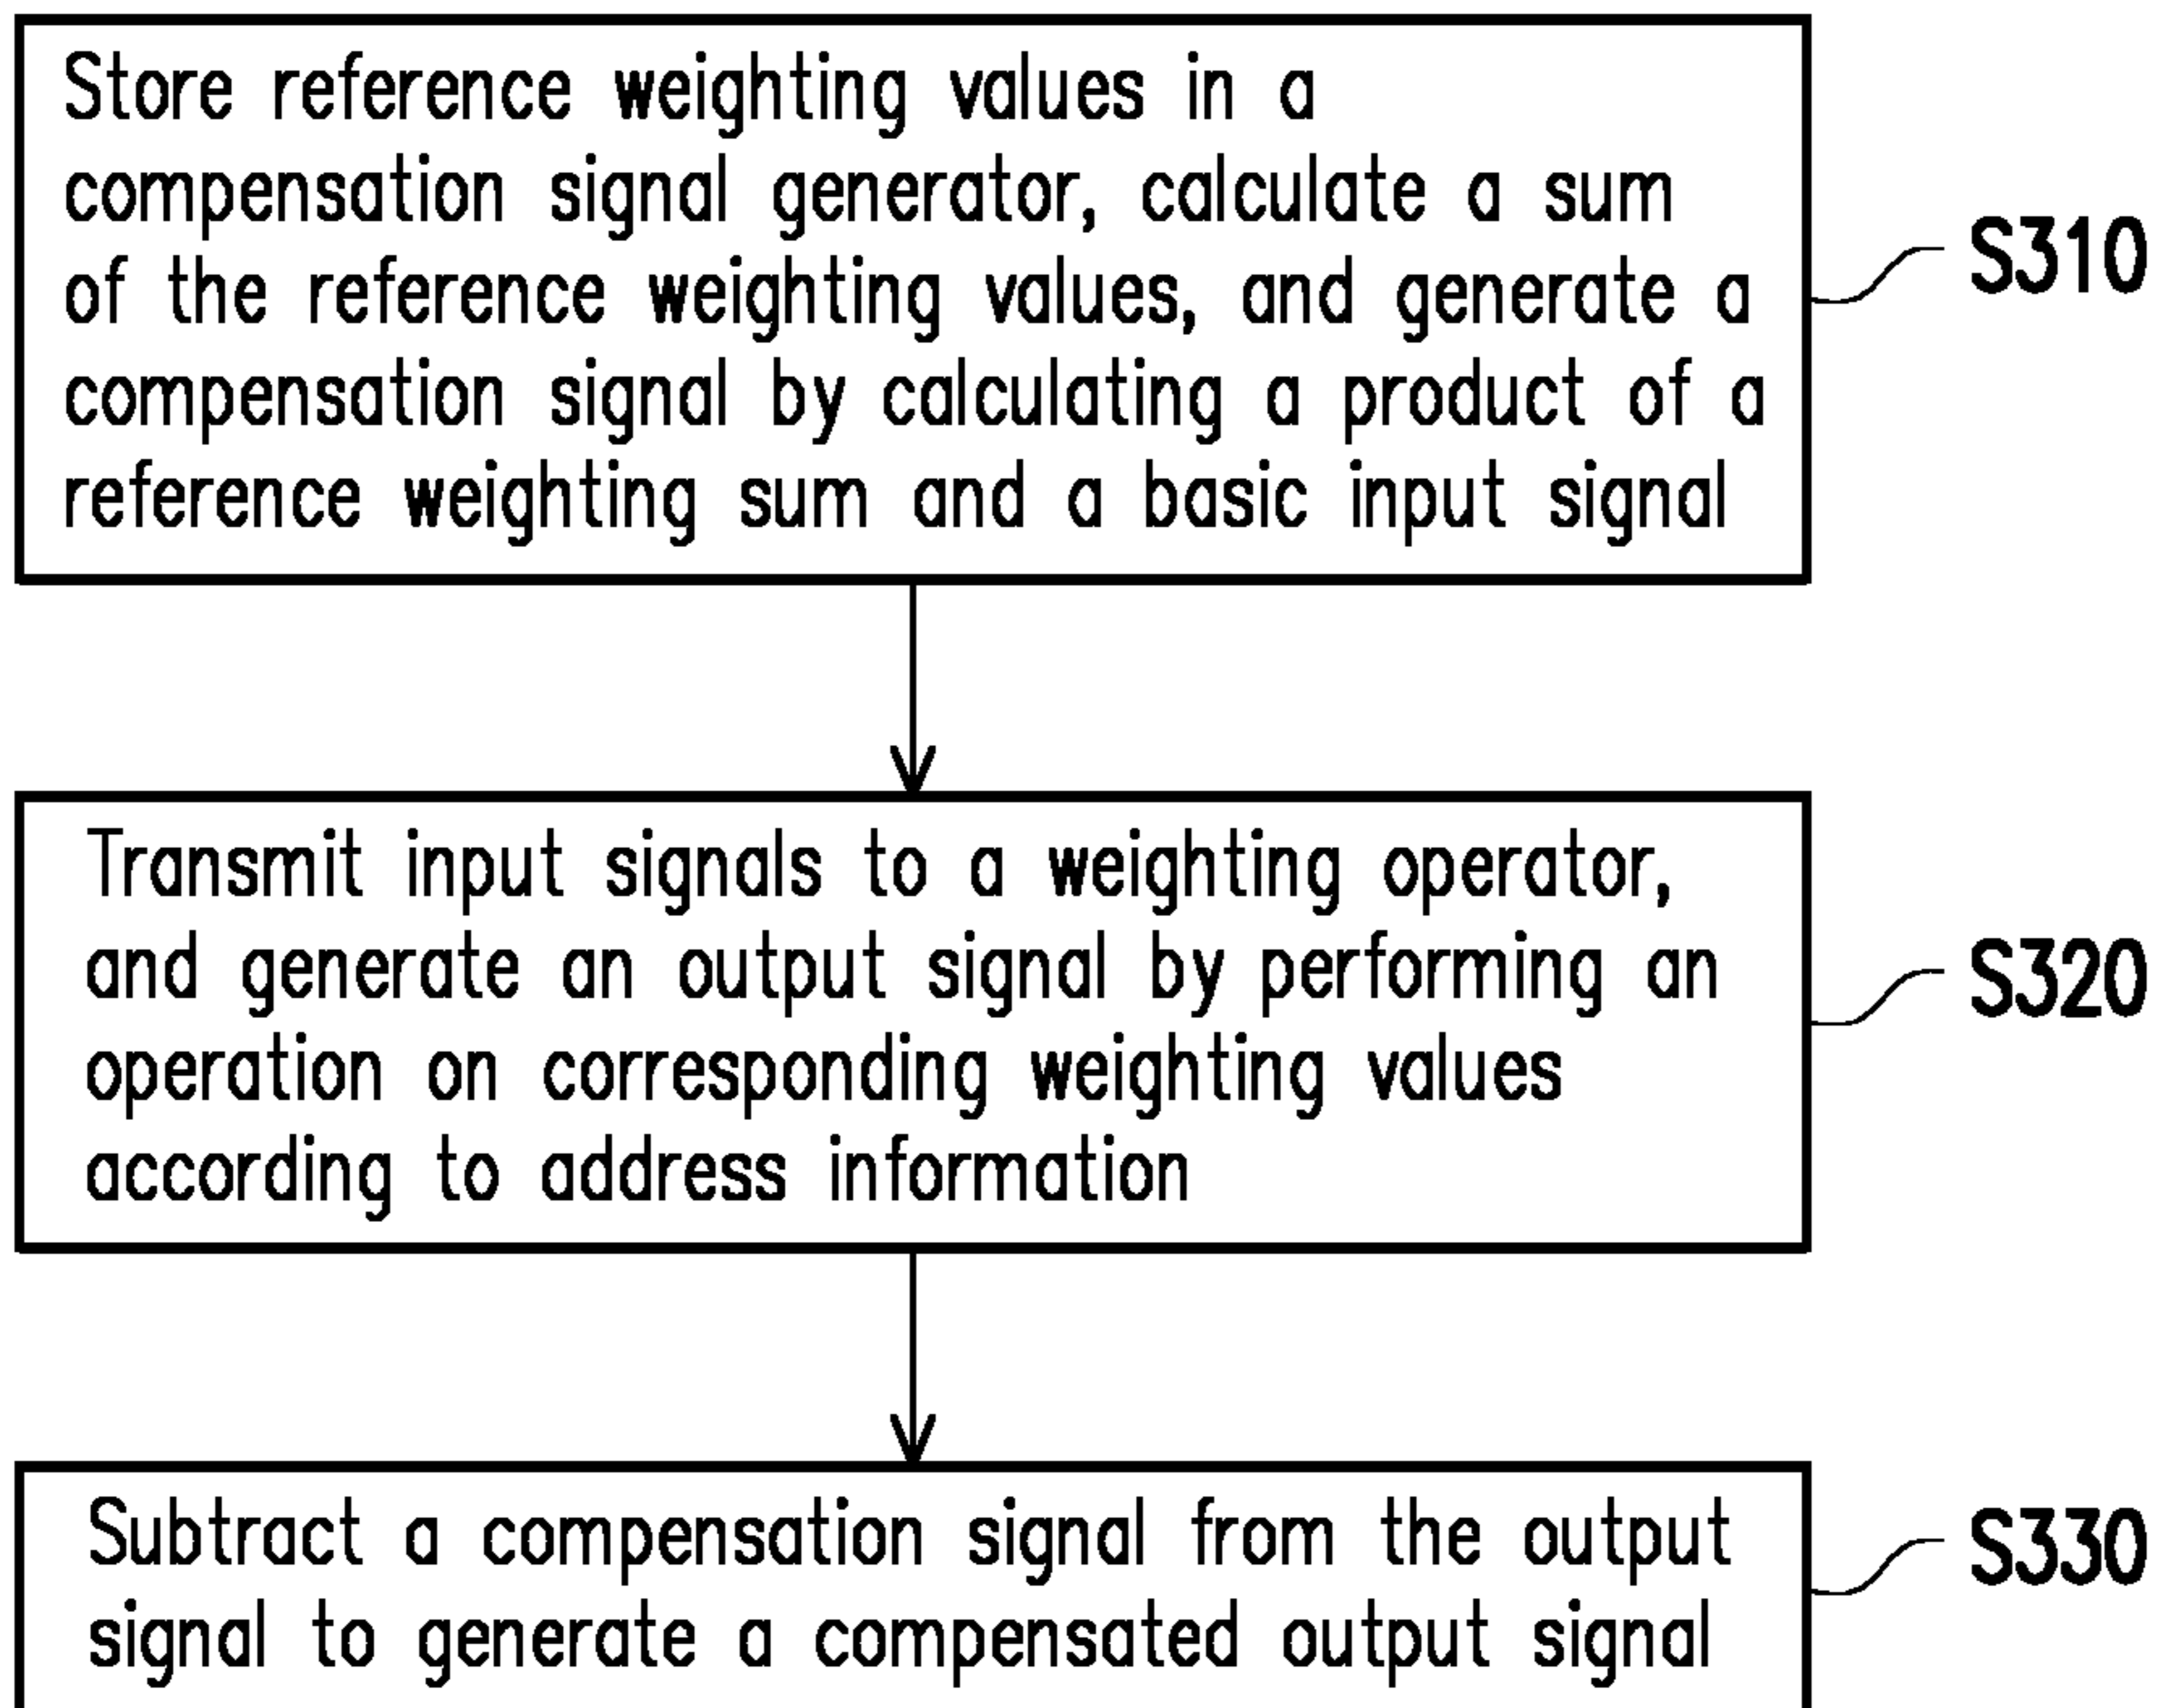 Store reference weighting values in a
compensation signal generator, calculate a sum
of the reference weighting values, and generate a
compensation signal by calculating a product of a
reference weighting sum and a basic input signal
S310
Transmit input signals to a weighting operator,
and generate an output signal by performing an
operation on corresponding weighting values
according to address information
S320
Subtract a compensation signal from the output
signal to generate a compensated output signal
S330